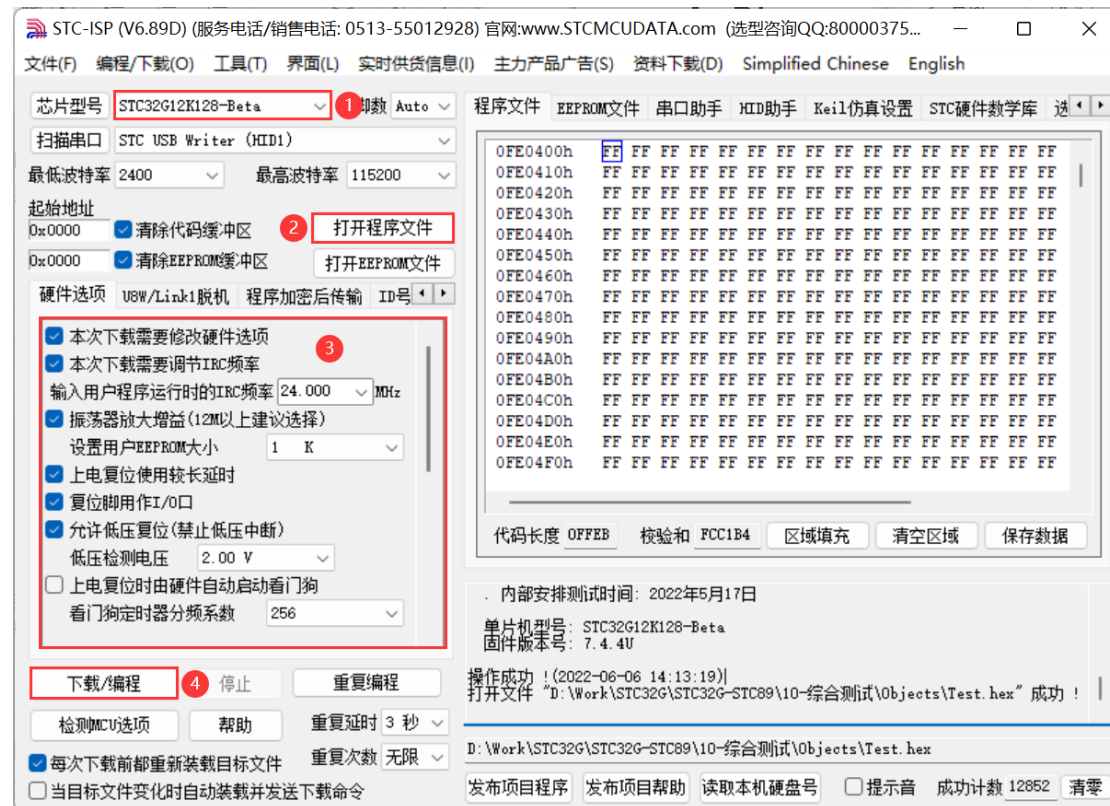 STC-ISP (V6.89D) (服务电话/销售电话: 0513-55012928) 官网:www.STCMCUDATA.com (选型咨询QQ:80000375...
文件(F) 编程/下载(O) 工具(T) 界面(L) 实时供货信息(I) 主力产品广告(S) 资料下载(D) Simplified Chinese English
芯片型号 STC32G12K128-Beta 1 脚数 Auto
扫描串口 STC USB Writer (HID1)
最低波特率 2400 最高波特率 115200
起始地址
0x0000 清除代码缓冲区 2 打开程序文件
0x0000 清除EEPROM缓冲区 打开EEPROM文件
硬件选项 U8W/Link1脱机 程序加密后传输 ID号
本次下载需要修改硬件选项
3
本次下载需要调节IRC频率
输入用户程序运行时的IRC频率 24.000 MHz
振荡器放大增益(12M以上建议选择)
设置用户EEPROM大小 1 K
上电复位使用较长延时
复位脚用作I/O口
允许低压复位(禁止低压中断)
低压检测电压 2.00 V
上电复位时由硬件自动启动看门狗
看门狗定时器分频系数 256
下载/编程 4 停止 重复编程
检测MCU选项 帮助 重复延时 3 秒
每次下载前都重新装载目标文件 重复次数 无限
当目标文件变化时自动装载并发送下载命令
程序文件 EEPROM文件 串口助手 HID助手 Keil仿真设置 STC硬件数学库 选
0FE0400h FF FF FF FF FF FF FF FF FF FF FF FF FF FF FF FF
0FE0410h FF FF FF FF FF FF FF FF FF FF FF FF FF FF FF FF
0FE0420h FF FF FF FF FF FF FF FF FF FF FF FF FF FF FF FF
0FE0430h FF FF FF FF FF FF FF FF FF FF FF FF FF FF FF FF
0FE0440h FF FF FF FF FF FF FF FF FF FF FF FF FF FF FF FF
0FE0450h FF FF FF FF FF FF FF FF FF FF FF FF FF FF FF FF
0FE0460h FF FF FF FF FF FF FF FF FF FF FF FF FF FF FF FF
0FE0470h FF FF FF FF FF FF FF FF FF FF FF FF FF FF FF FF
0FE0480h FF FF FF FF FF FF FF FF FF FF FF FF FF FF FF FF
0FE0490h FF FF FF FF FF FF FF FF FF FF FF FF FF FF FF FF
0FE04A0h FF FF FF FF FF FF FF FF FF FF FF FF FF FF FF FF
0FE04B0h FF FF FF FF FF FF FF FF FF FF FF FF FF FF FF FF
0FE04C0h FF FF FF FF FF FF FF FF FF FF FF FF FF FF FF FF
0FE04D0h FF FF FF FF FF FF FF FF FF FF FF FF FF FF FF FF
0FE04E0h FF FF FF FF FF FF FF FF FF FF FF FF FF FF FF FF
0FE04F0h FF FF FF FF FF FF FF FF FF FF FF FF FF FF FF FF
代码长度 0FFEB 校验和 FCC1B4 区域填充 清空区域 保存数据
. 内部安排测试时间: 2022年5月17日
单片机型号: STC32G12K128-Beta
固件版本号: 7.4.4U
操作成功 !(2022-06-06 14:13:19)
打开文件 "D:\Work\STC32G\STC32G-STC89\10-综合测试\Objects\Test.hex" 成功 !
D:\Work\STC32G\STC32G-STC89\10-综合测试\Objects\Test.hex
发布项目程序 发布项目帮助 读取本机硬盘号 提示音 成功计数 12852 清零